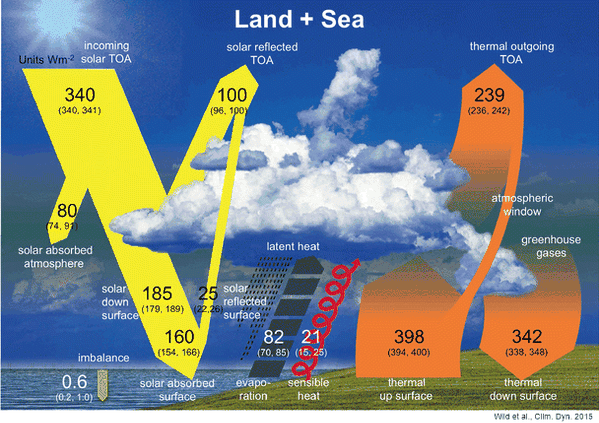 Land + Sea
Units Wm-2
incoming
solar TOA
solar reflected
TOA
thermal outgoing
TOA
340
(340, 341)
100
(96, 100)
239
(236, 242)
80
(74, 91)
solar absorbed
atmosphere
atmospheric
window
greenhouse
gases
latent heat
solar
down
surface
185
(179, 189)
25
(22,26)
solar
reflected
surface
160
(154, 166)
82
(70, 85)
21
(15, 25)
398
(394, 400)
342
(338, 348)
imbalance
0.6
(0.2, 1.0)
solar absorbed
surface
evapo-
ration
sensible
heat
thermal
up surface
thermal
down surface
Wild et al., Clim. Dyn. 2015